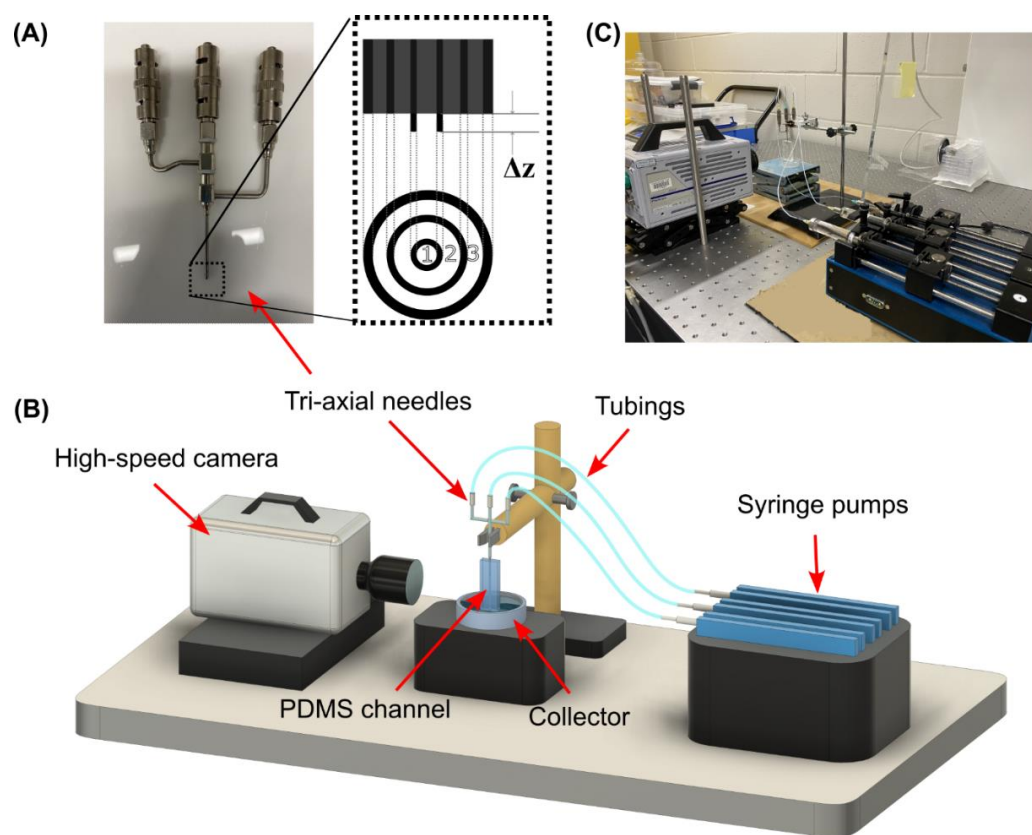 (A)
Δz
1 2 3
(C)
(B)
Tri-axial needles
Tubings
High-speed camera
Syringe pumps
PDMS channel
Collector